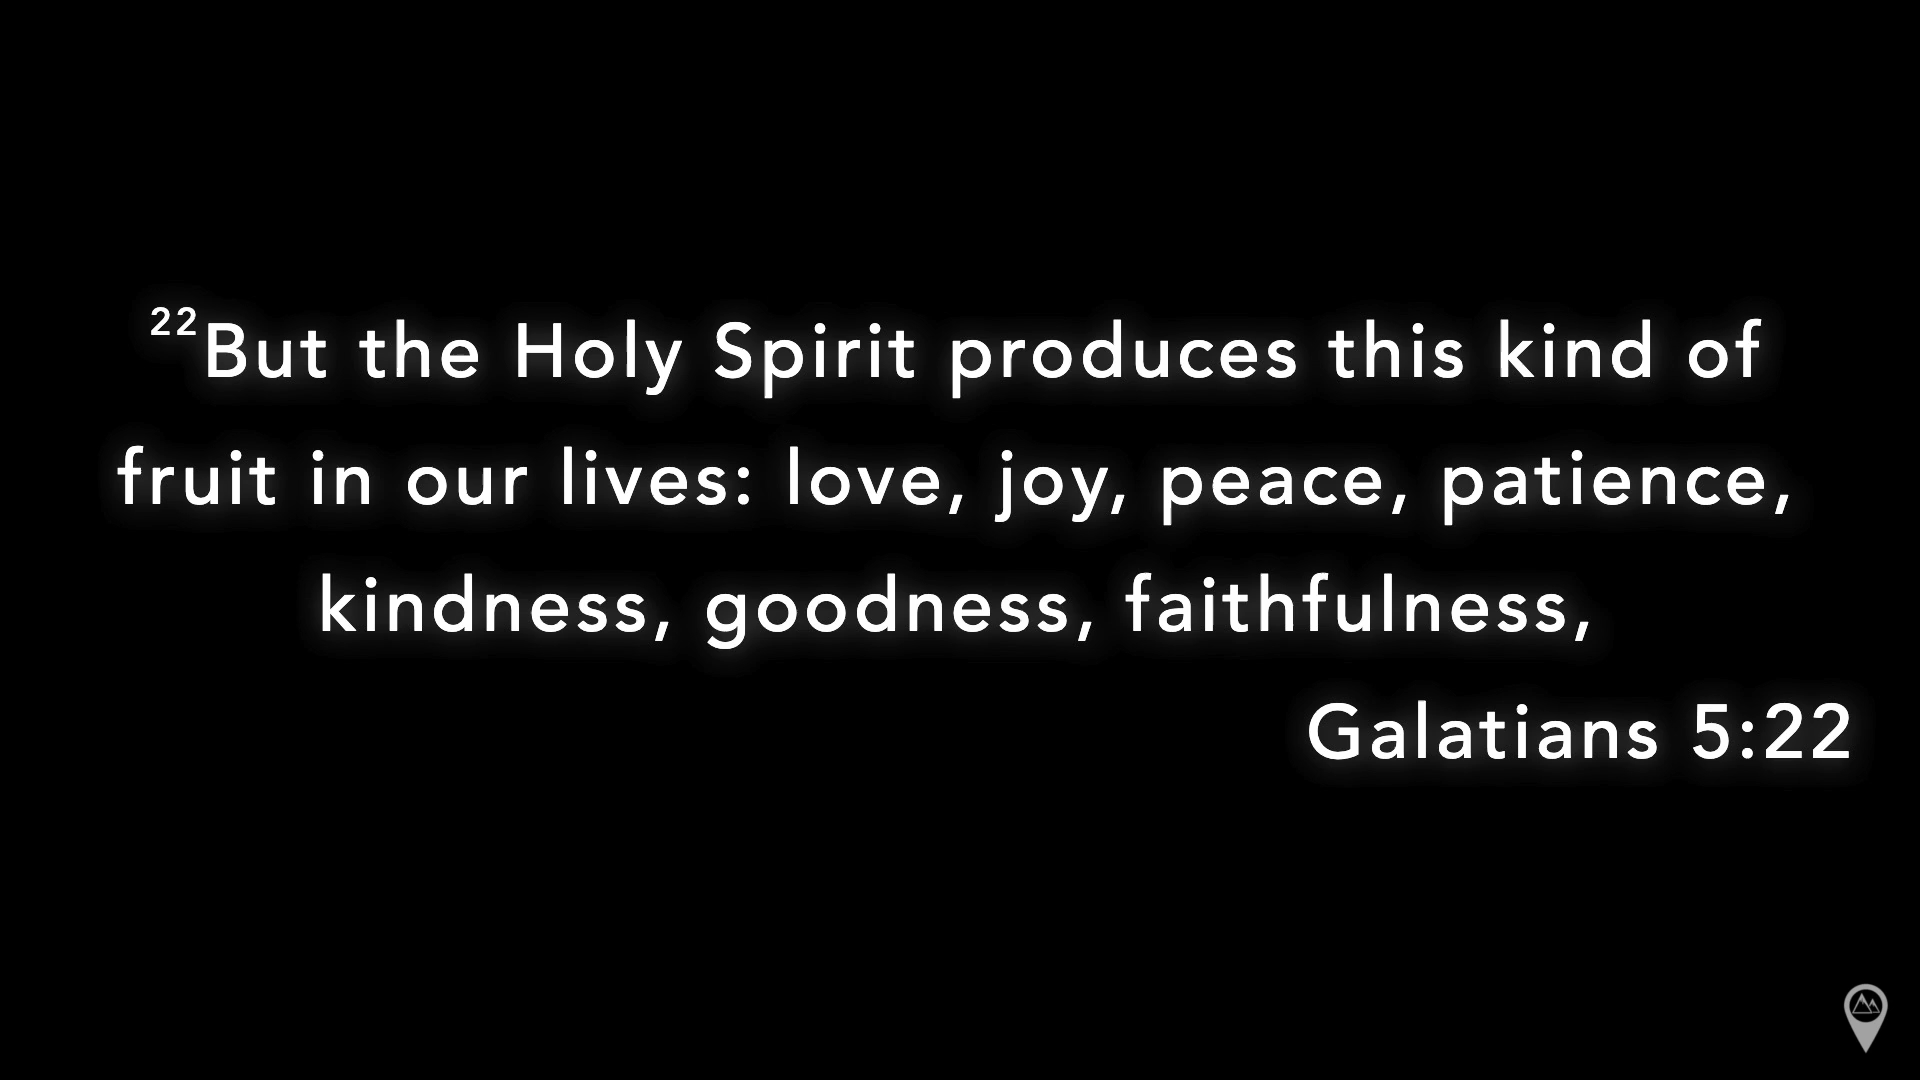 22But the Holy Spirit produces this kind of
fruit in our lives: love, joy, peace, patience,
kindness, goodness, faithfulness,
Galatians 5:22